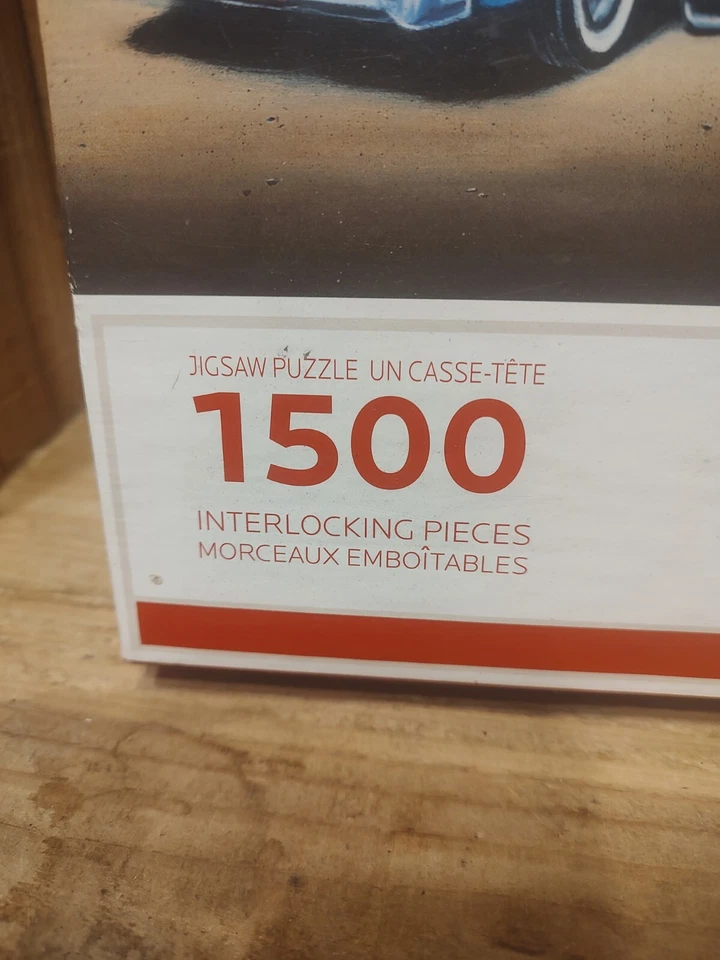 JIGSAW PUZZLE UN CASSE-TÊTE
1500
INTERLOCKING PIECES
MORCEAUX EMBOÎTABLES